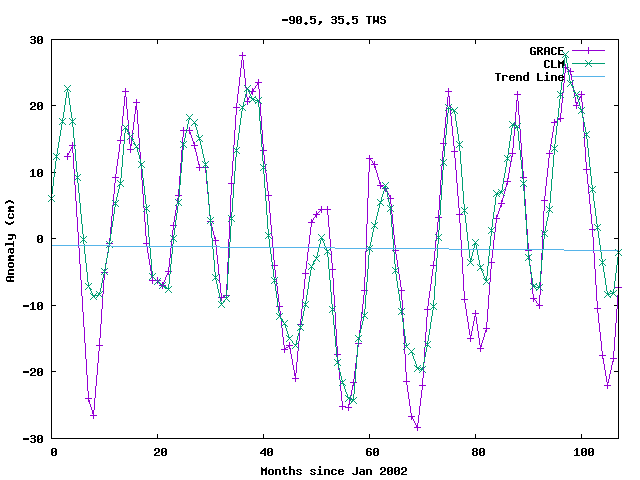 -90.5, 35.5 TWS
30
20
10
0
-10
-20
-30
Anomaly (cm)
GRACE
CLM
Trend Line
0 20 40 60 80 100
Months since Jan 2002